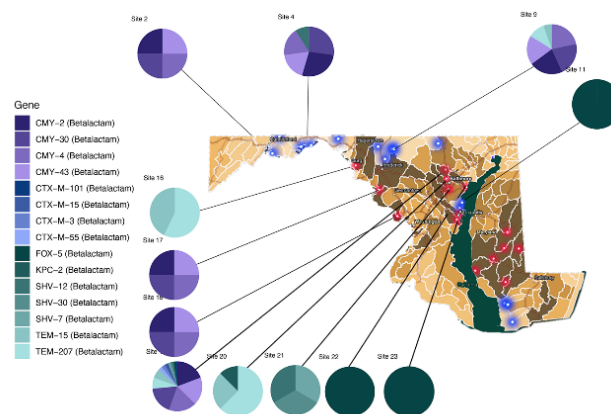 Site 2
Site 4
Site 9
Site 11
Gene
CMY-2 (Betalactam)
CMY-30 (Betalactam)
CMY-4 (Betalactam)
CMY-43 (Betalactam)
CTX-M-101 (Betalactam)
CTX-M-15 (Betalactam)
CTX-M-3 (Betalactam)
CTX-M-55 (Betalactam)
FOX-5 (Betalactam)
KPC-2 (Betalactam)
SHV-12 (Betalactam)
SHV-30 (Betalactam)
SHV-7 (Betalactam)
TEM-15 (Betalactam)
TEM-207 (Betalactam)
Site 16
Site 17
Site 18
Site 20
Site 21
Site 22
Site 23